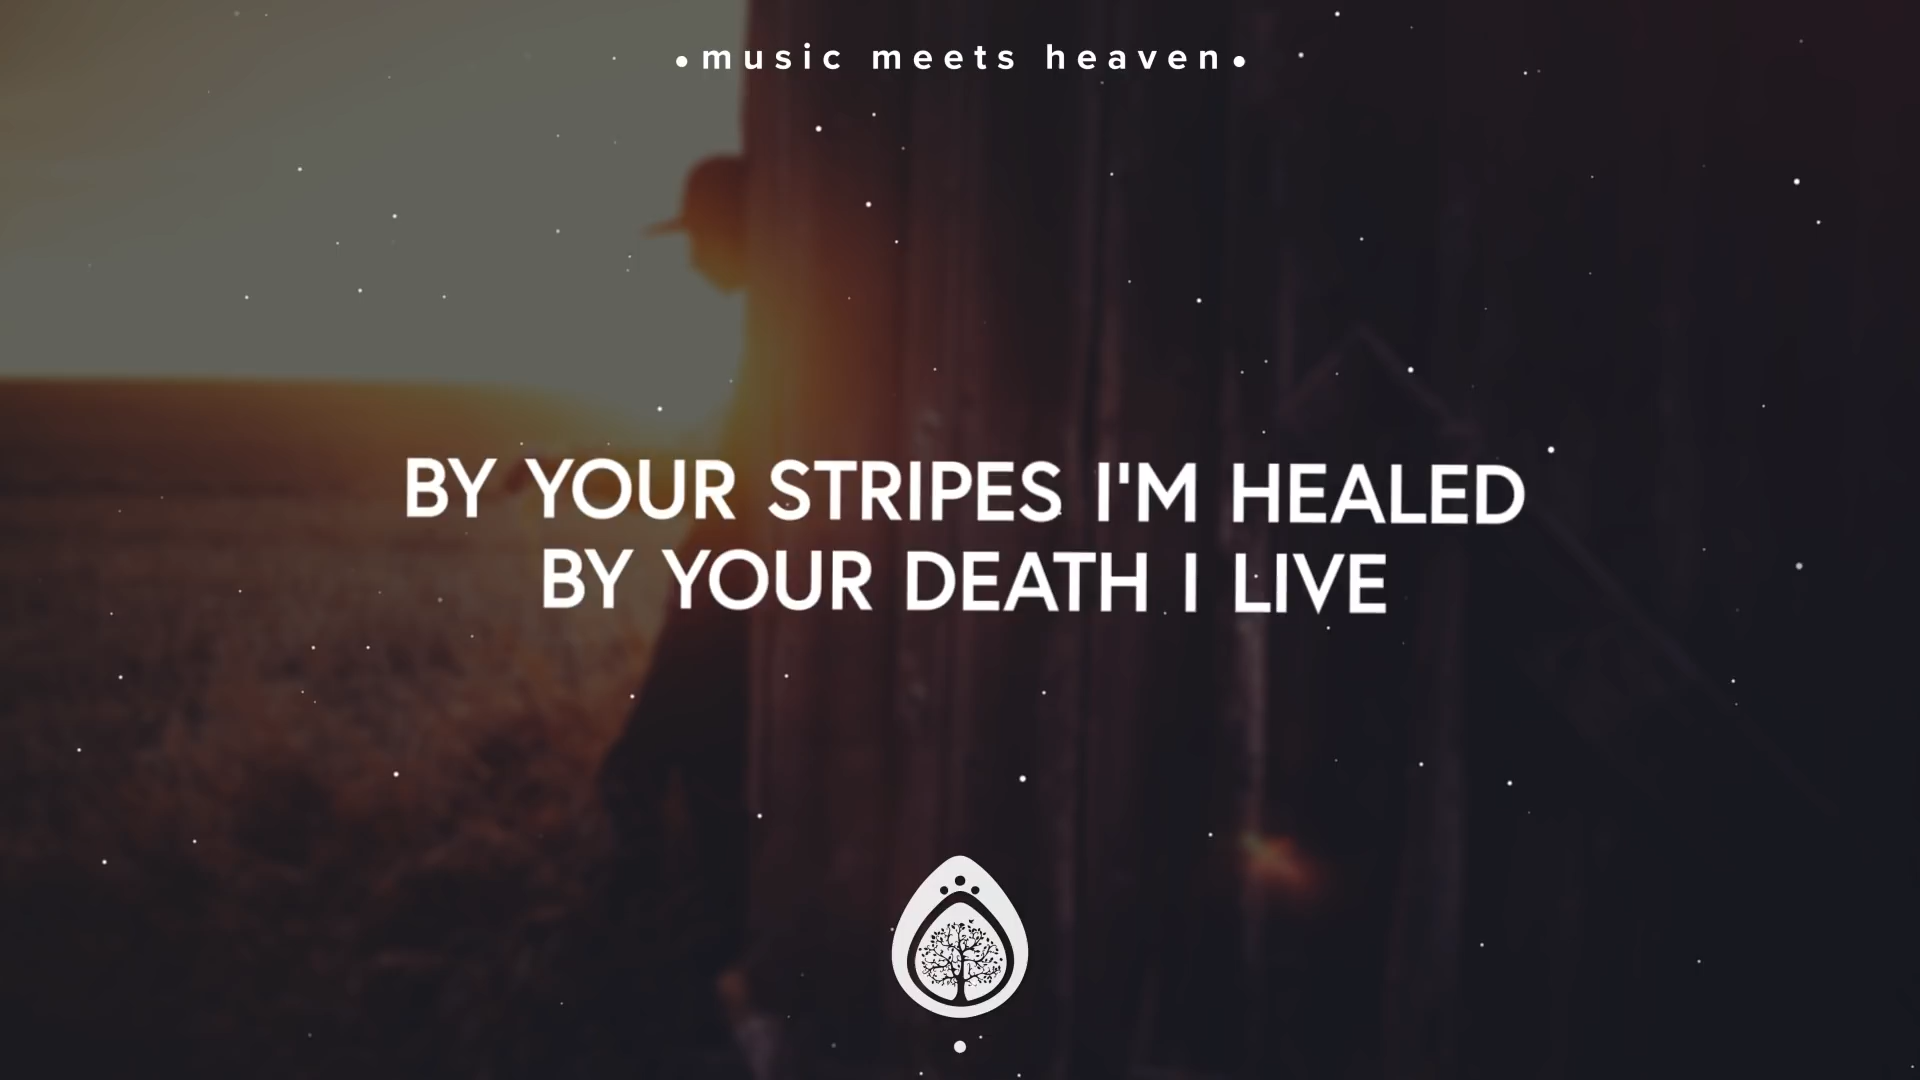 •music meets heaven•
BY YOUR STRIPES I'M HEALED
BY YOUR DEATH I LIVE